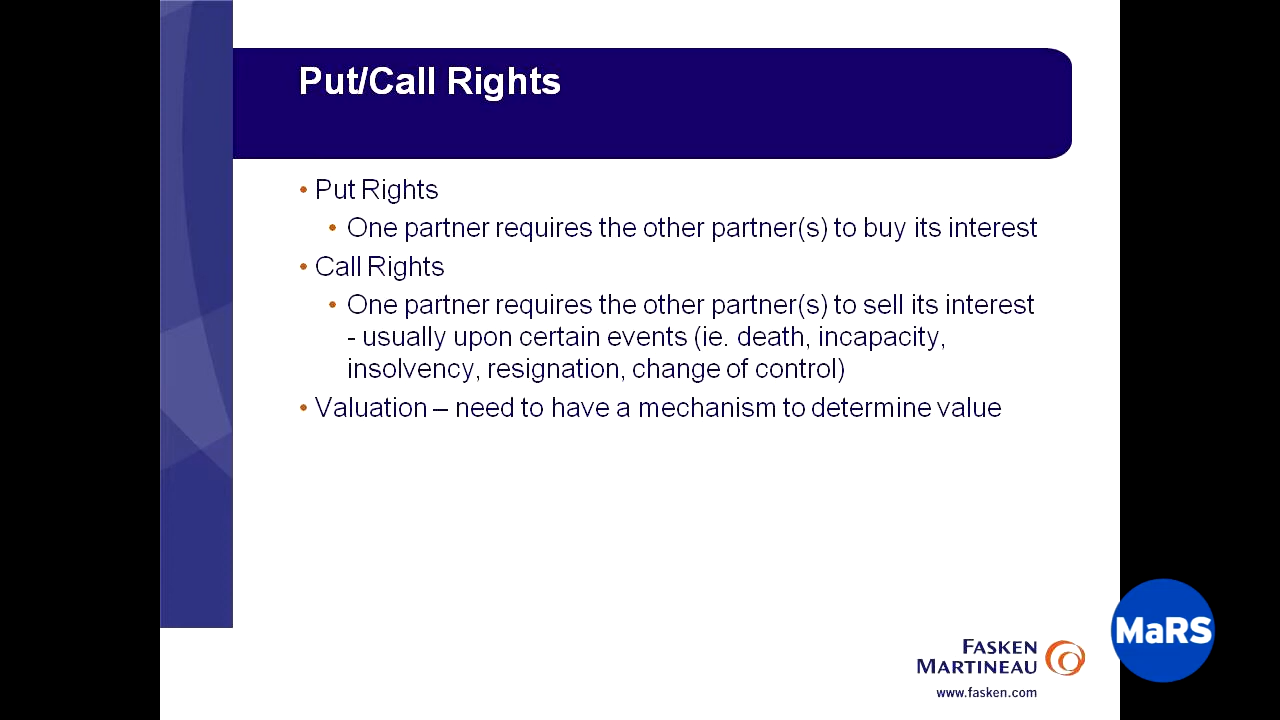 Put/Call Rights
• Put Rights
• One partner requires the other partner(s) to buy its interest
• Call Rights
• One partner requires the other partner(s) to sell its interest
- usually upon certain events (ie. death, incapacity,
insolvency, resignation, change of control)
• Valuation – need to have a mechanism to determine value
FASKEN
MARTINEAU
www.fasken.com
MaRS